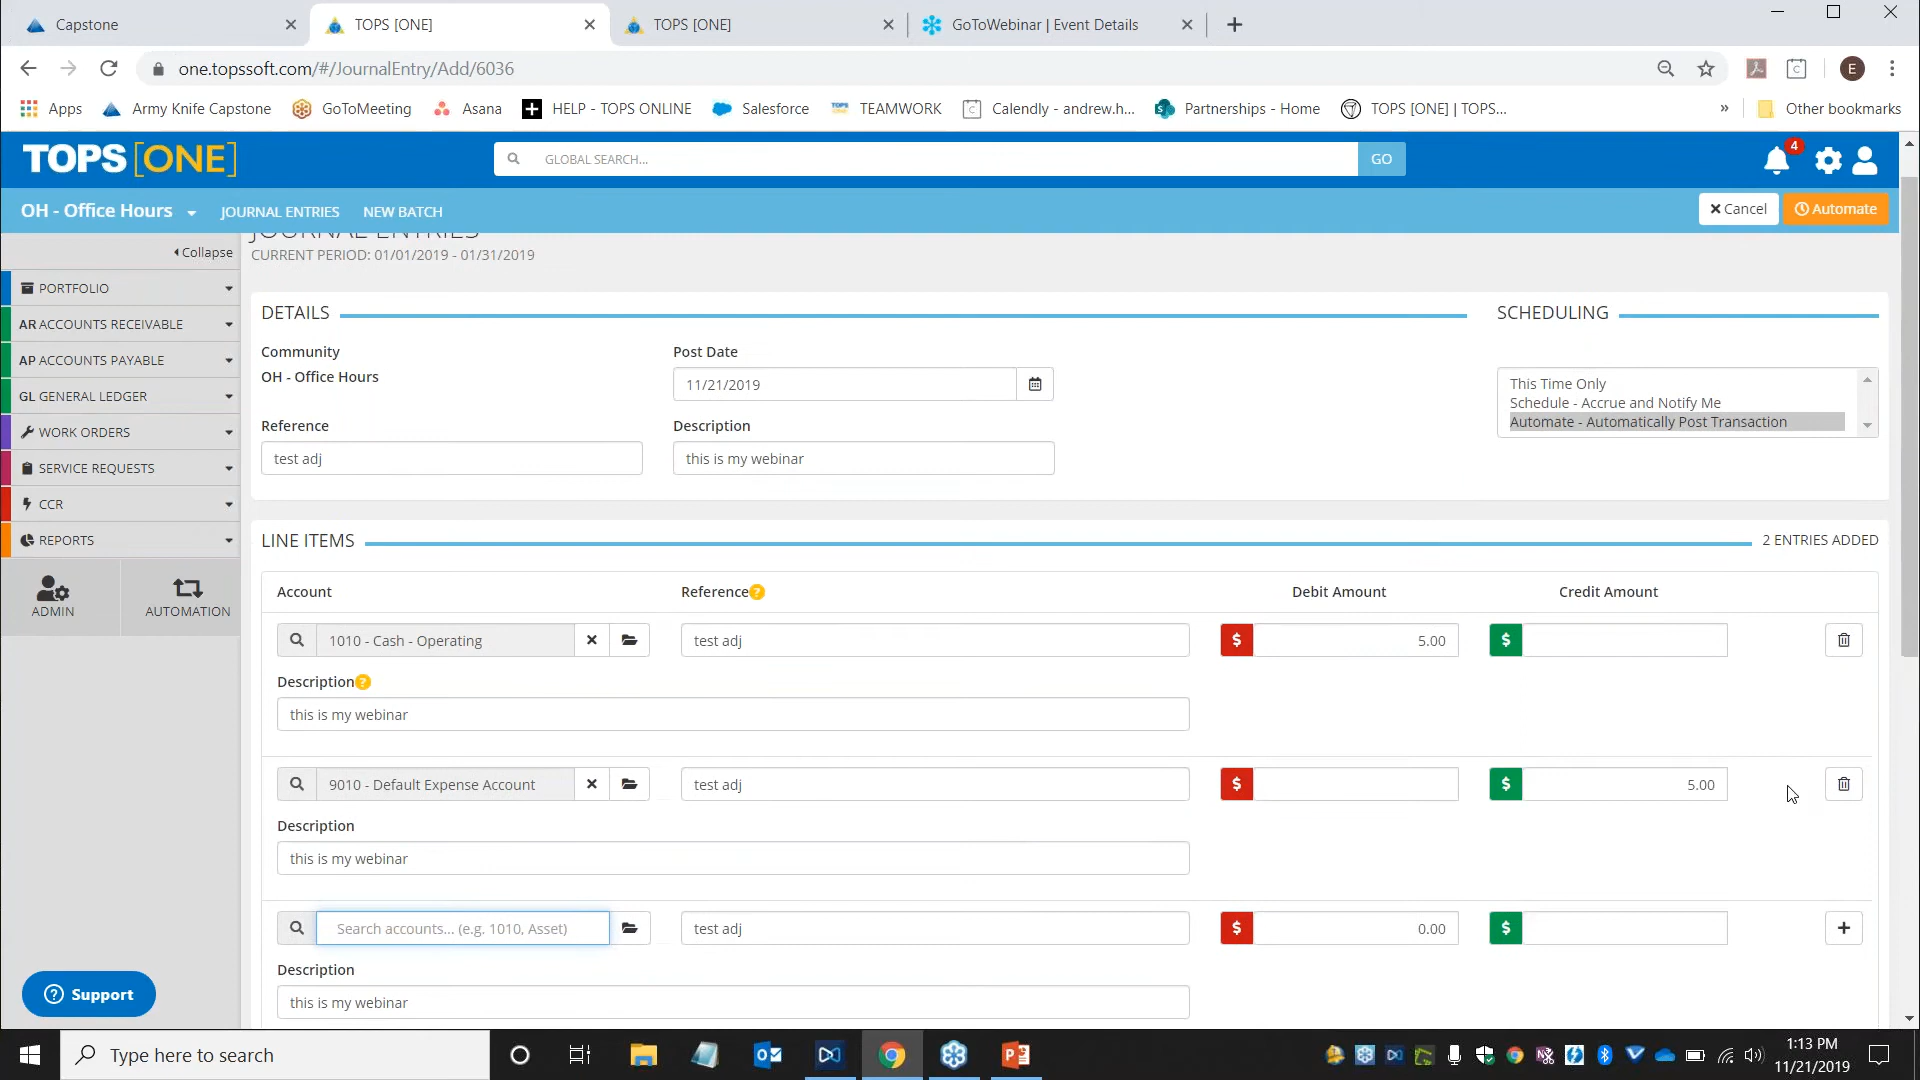 Capstone
TOPS [ONE]
TOPS [ONE]
GoToWebinar | Event Details
one.topssoft.com/#/JournalEntry/Add/6036
E
Apps
Army Knife Capstone
GoToMeeting
Asana
HELP - TOPS ONLINE
Salesforce
TEAMWORK
Calendly - andrew.h...
Partnerships - Home
TOPS [ONE] | TOPS...
»
Other bookmarks
TOPS [ONE]
GLOBAL SEARCH...
GO
4
OH - Office Hours
JOURNAL ENTRIES
NEW BATCH
Cancel
Automate
Collapse
JOURNAL ENTRIES
CURRENT PERIOD: 01/01/2019 - 01/31/2019
PORTFOLIO
AR ACCOUNTS RECEIVABLE
AP ACCOUNTS PAYABLE
GL GENERAL LEDGER
WORK ORDERS
SERVICE REQUESTS
CCR
REPORTS
ADMIN
AUTOMATION
DETAILS
Community
OH - Office Hours
Post Date
11/21/2019
Reference
test adj
Description
this is my webinar
SCHEDULING
This Time Only
Schedule - Accrue and Notify Me
Automate - Automatically Post Transaction
LINE ITEMS
2 ENTRIES ADDED
Account
Reference
Debit Amount
Credit Amount
1010 - Cash - Operating
test adj
$ 5.00
$
Description
this is my webinar
9010 - Default Expense Account
test adj
$
$ 5.00
Description
this is my webinar
Search accounts... (e.g. 1010, Asset)
test adj
$ 0.00
$
Description
this is my webinar
Support
Type here to search
1:13 PM
11/21/2019